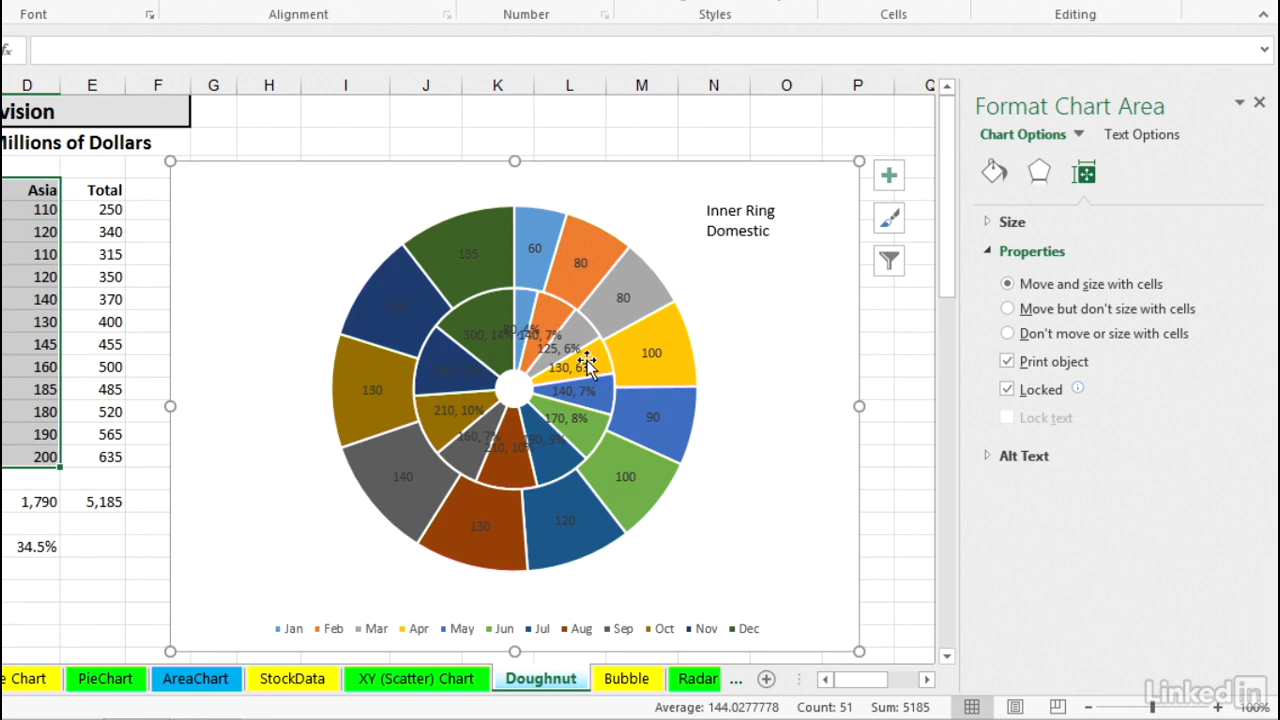 Font Alignment Number Styles Cells Editing
fx
D E F G H I J K L M N O P Q
vision
Millions of Dollars
Asia Total
110 250
120 340
110 315
120 350
140 370
130 400
145 455
160 500
185 485
180 520
190 565
200 635
1,790 5,185
34.5%
Inner Ring
Domestic
60
80
80
100
90
100
120
130
140
130
135
140, 7%
125, 6%
140, 7%
170, 8%
210, 10%
160, 7%
210, 10%
300, 14%
Jan Feb Mar Apr May Jun Jul Aug Sep Oct Nov Dec
Format Chart Area
Chart Options Text Options
Size
Properties
Move and size with cells
Move but don't size with cells
Don't move or size with cells
Print object
Locked
Lock text
Alt Text
e Chart PieChart AreaChart StockData XY (Scatter) Chart Doughnut Bubble Radar ...
Average: 144.0277778 Count: 51 Sum: 5185 100%
Linked in